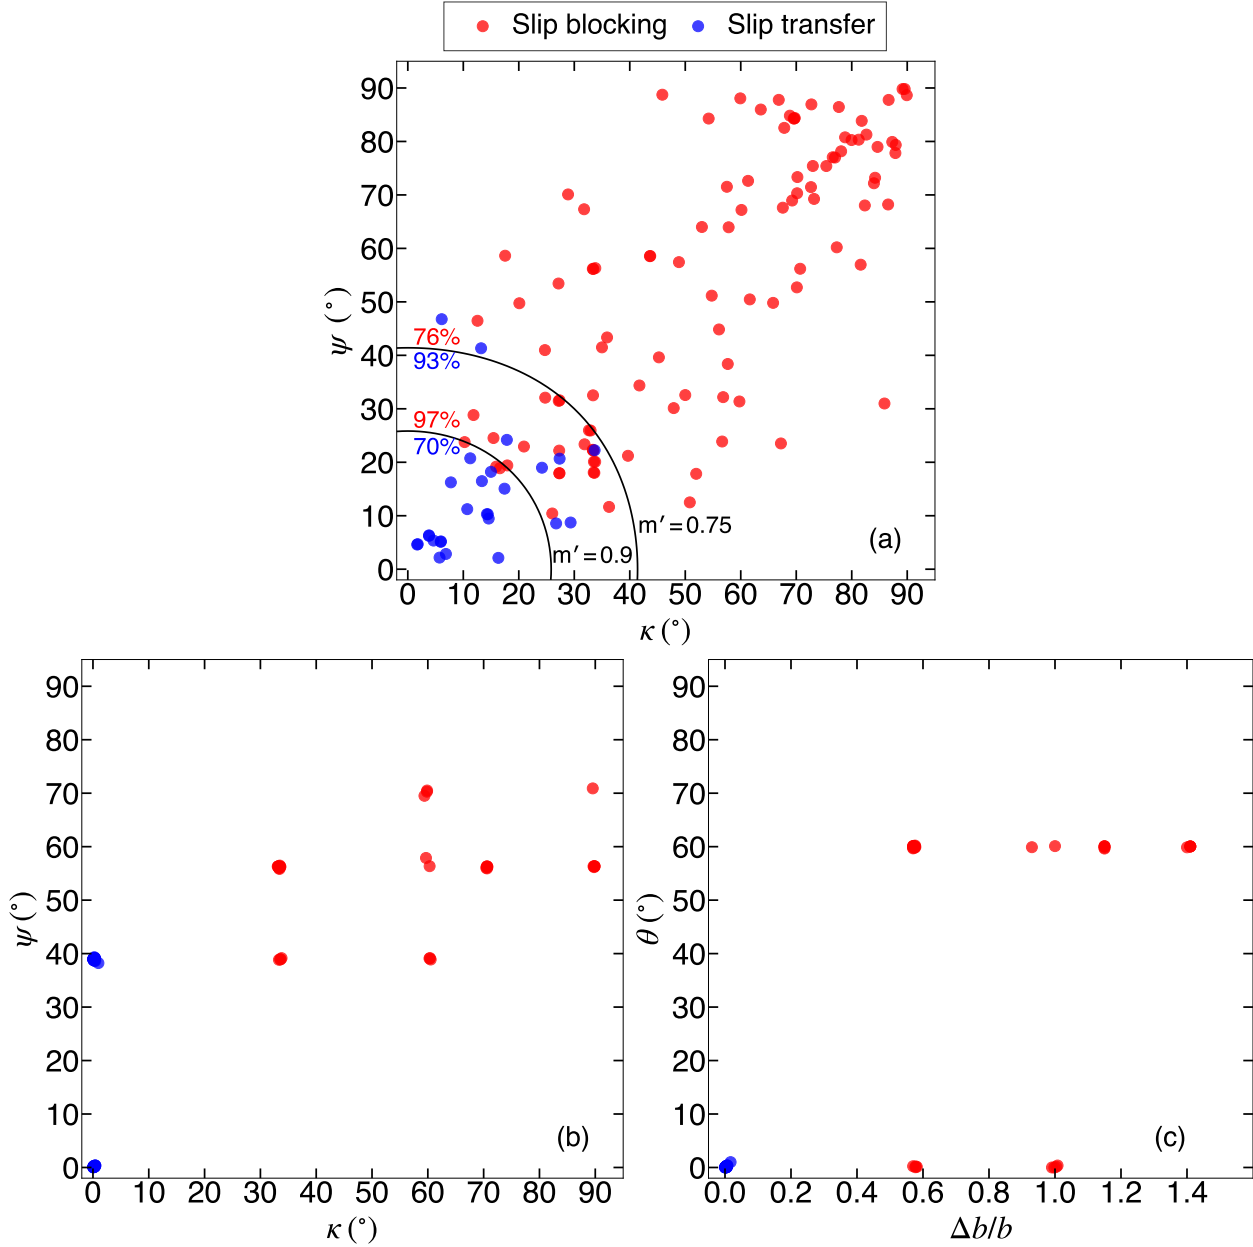 Slip blocking Slip transfer
90
80
70
60
50
40
30
20
10
0
ψ (°)
76%
93%
97%
70%
m′=0.75
m′=0.9
(a)
0 10 20 30 40 50 60 70 80 90
κ (°)
90
80
70
60
50
40
30
20
10
0
ψ (°)
(b)
0 10 20 30 40 50 60 70 80 90
κ (°)
90
80
70
60
50
40
30
20
10
0
θ (°)
(c)
0.0 0.2 0.4 0.6 0.8 1.0 1.2 1.4
Δb/b